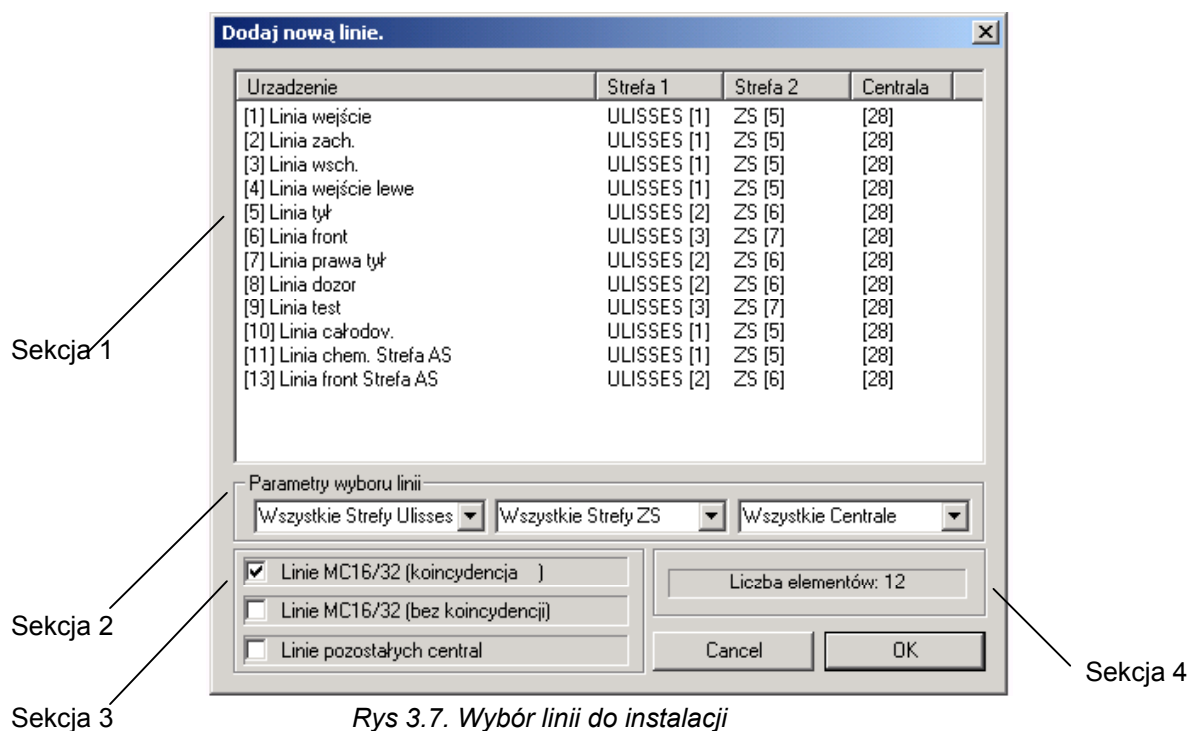 Dodaj nową linie.
Urzadzenie Strefa 1 Strefa 2 Centrala
[1] Linia wejście ULISSES [1] ZS [5] [28]
[2] Linia zach. ULISSES [1] ZS [5] [28]
[3] Linia wsch. ULISSES [1] ZS [5] [28]
[4] Linia wejście lewe ULISSES [1] ZS [5] [28]
[5] Linia tył ULISSES [2] ZS [6] [28]
[6] Linia front ULISSES [3] ZS [7] [28]
[7] Linia prawa tył ULISSES [2] ZS [6] [28]
[8] Linia dozor ULISSES [2] ZS [6] [28]
[9] Linia test ULISSES [3] ZS [7] [28]
[10] Linia całodov. ULISSES [1] ZS [5] [28]
[11] Linia chem. Strefa AS ULISSES [1] ZS [5] [28]
[13] Linia front Strefa AS ULISSES [2] ZS [6] [28]
Sekcja 1
Parametry wyboru linii
Wszystkie Strefy Ulisses Wszystkie Strefy ZS Wszystkie Centrale
Linie MC16/32 (koincydencja )
Liczba elementów: 12
Linie MC16/32 (bez koincydencji)
Sekcja 2
Linie pozostałych central
Cancel OK
Sekcja 4
Sekcja 3
Rys 3.7. Wybór linii do instalacji